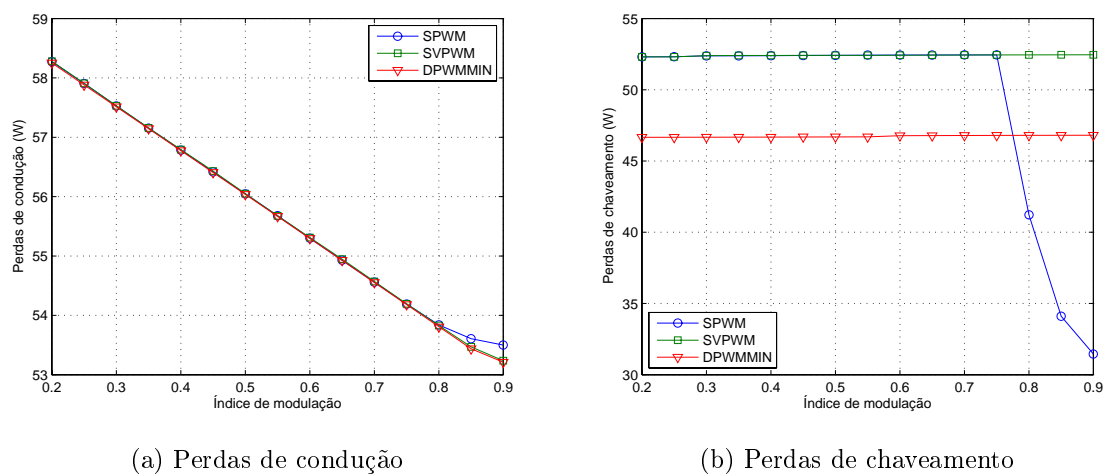 59
58
57
56
55
54
53
Perdas de condução (W)
SPWM
SVPWM
DPWMMIN
0.2 0.3 0.4 0.5 0.6 0.7 0.8 0.9
Índice de modulação
(a) Perdas de condução
55
50
45
40
35
30
Perdas de chaveamento (W)
SPWM
SVPWM
DPWMMIN
0.2 0.3 0.4 0.5 0.6 0.7 0.8 0.9
Índice de modulação
(b) Perdas de chaveamento